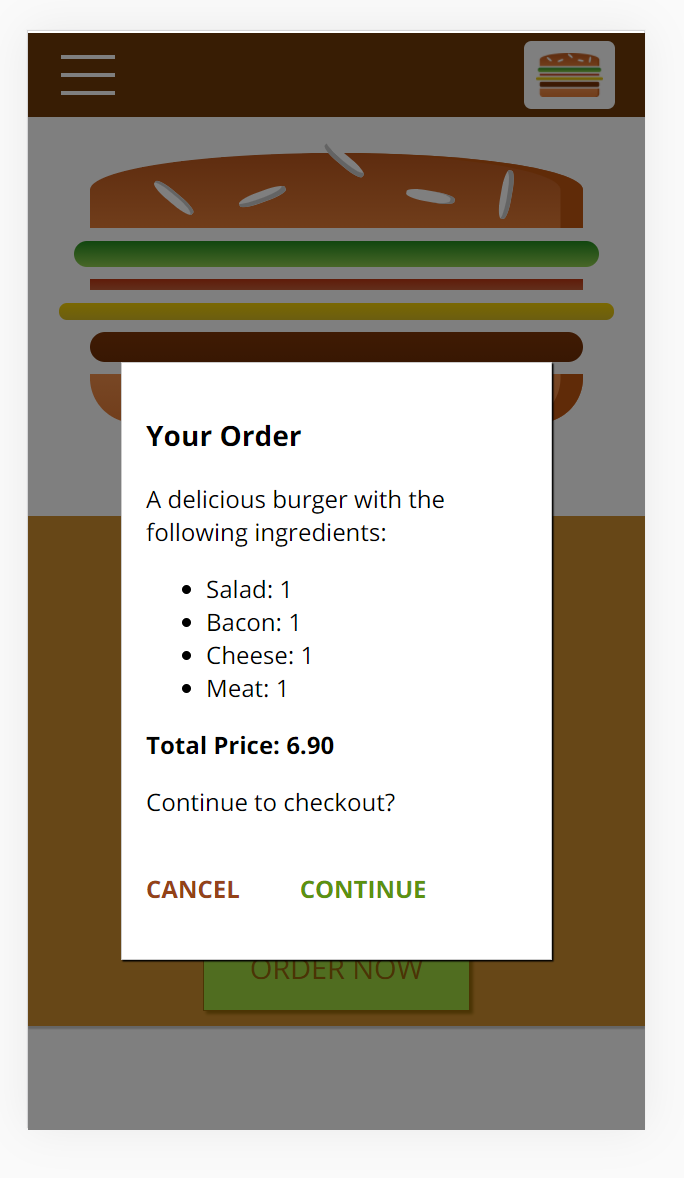 Your Order
A delicious burger with the
following ingredients:
Salad: 1
Bacon: 1
Cheese: 1
Meat: 1
Total Price: 6.90
Continue to checkout?
CANCEL CONTINUE
ORDER NOW